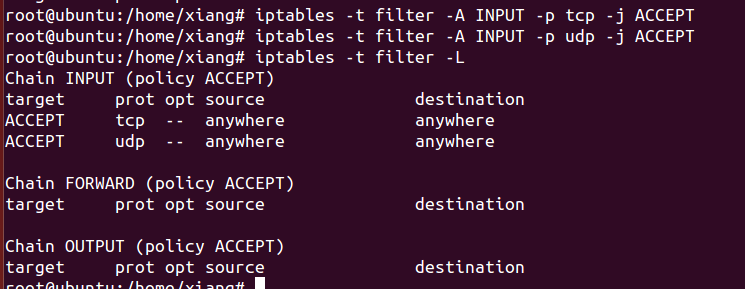 root@ubuntu:/home/xiang# iptables -t filter -A INPUT -p tcp -j ACCEPT
root@ubuntu:/home/xiang# iptables -t filter -A INPUT -p udp -j ACCEPT
root@ubuntu:/home/xiang# iptables -t filter -L
Chain INPUT (policy ACCEPT)
target     prot opt source               destination
ACCEPT     tcp  --  anywhere             anywhere
ACCEPT     udp  --  anywhere             anywhere
Chain FORWARD (policy ACCEPT)
target     prot opt source               destination
Chain OUTPUT (policy ACCEPT)
target     prot opt source               destination
root@ubuntu:/home/xiang#